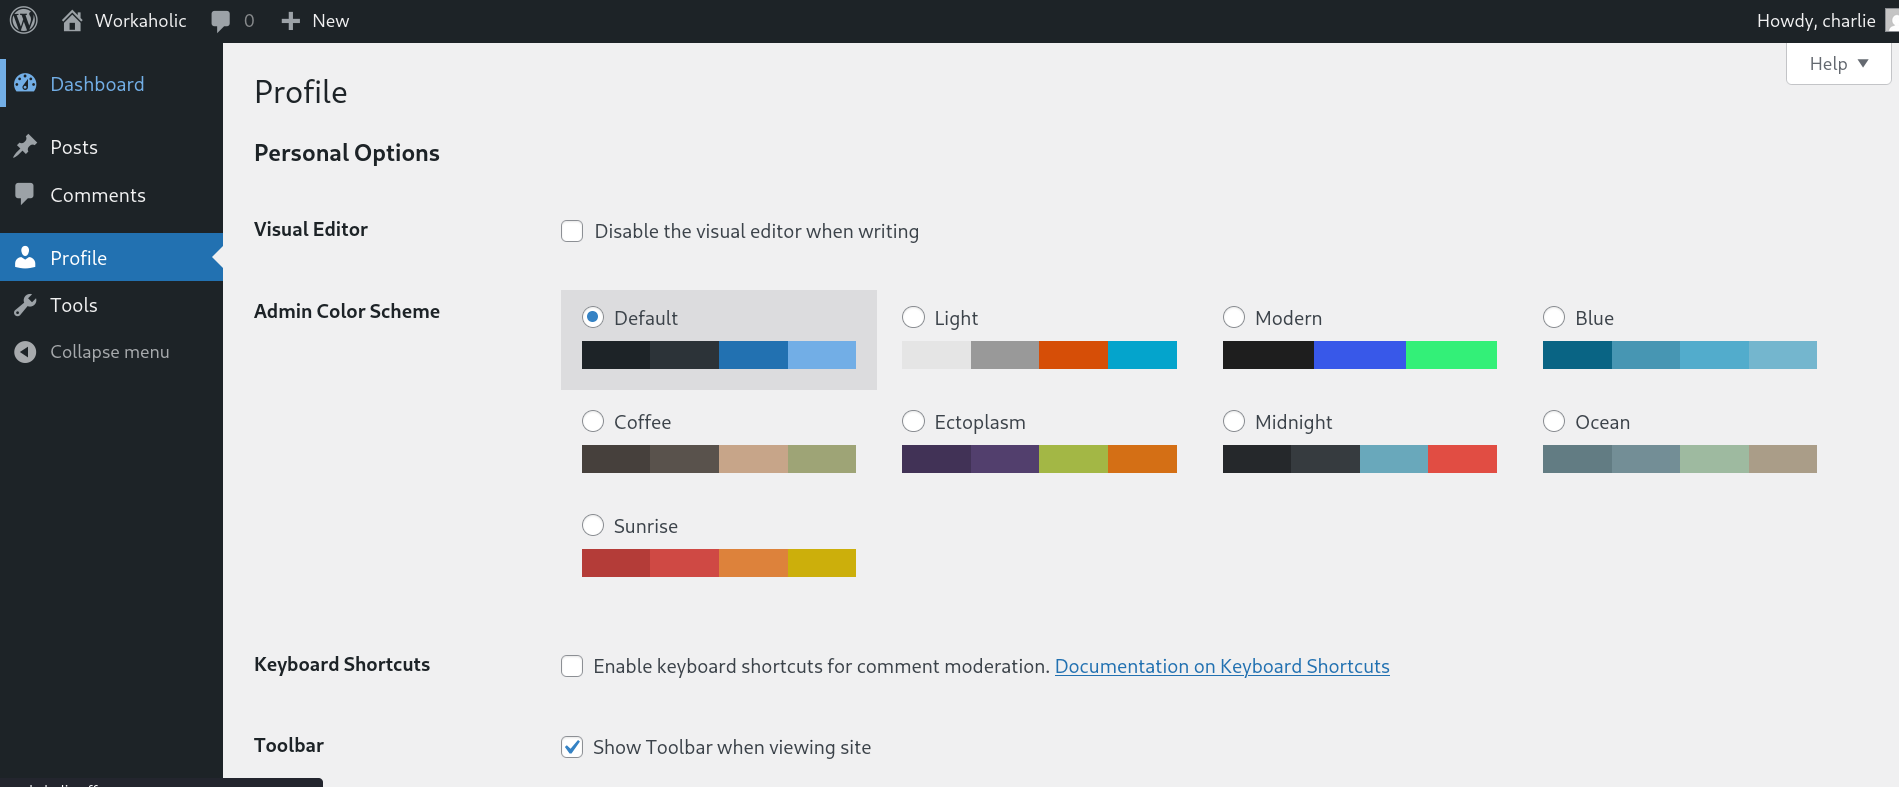 Workaholic 0 New Howdy, charlie
Help
Dashboard
Posts
Comments
Profile
Tools
Collapse menu
Profile
Personal Options
Visual Editor Disable the visual editor when writing
Admin Color Scheme
Default Light Modern Blue
Coffee Ectoplasm Midnight Ocean
Sunrise
Keyboard Shortcuts Enable keyboard shortcuts for comment moderation. Documentation on Keyboard Shortcuts
Toolbar Show Toolbar when viewing site